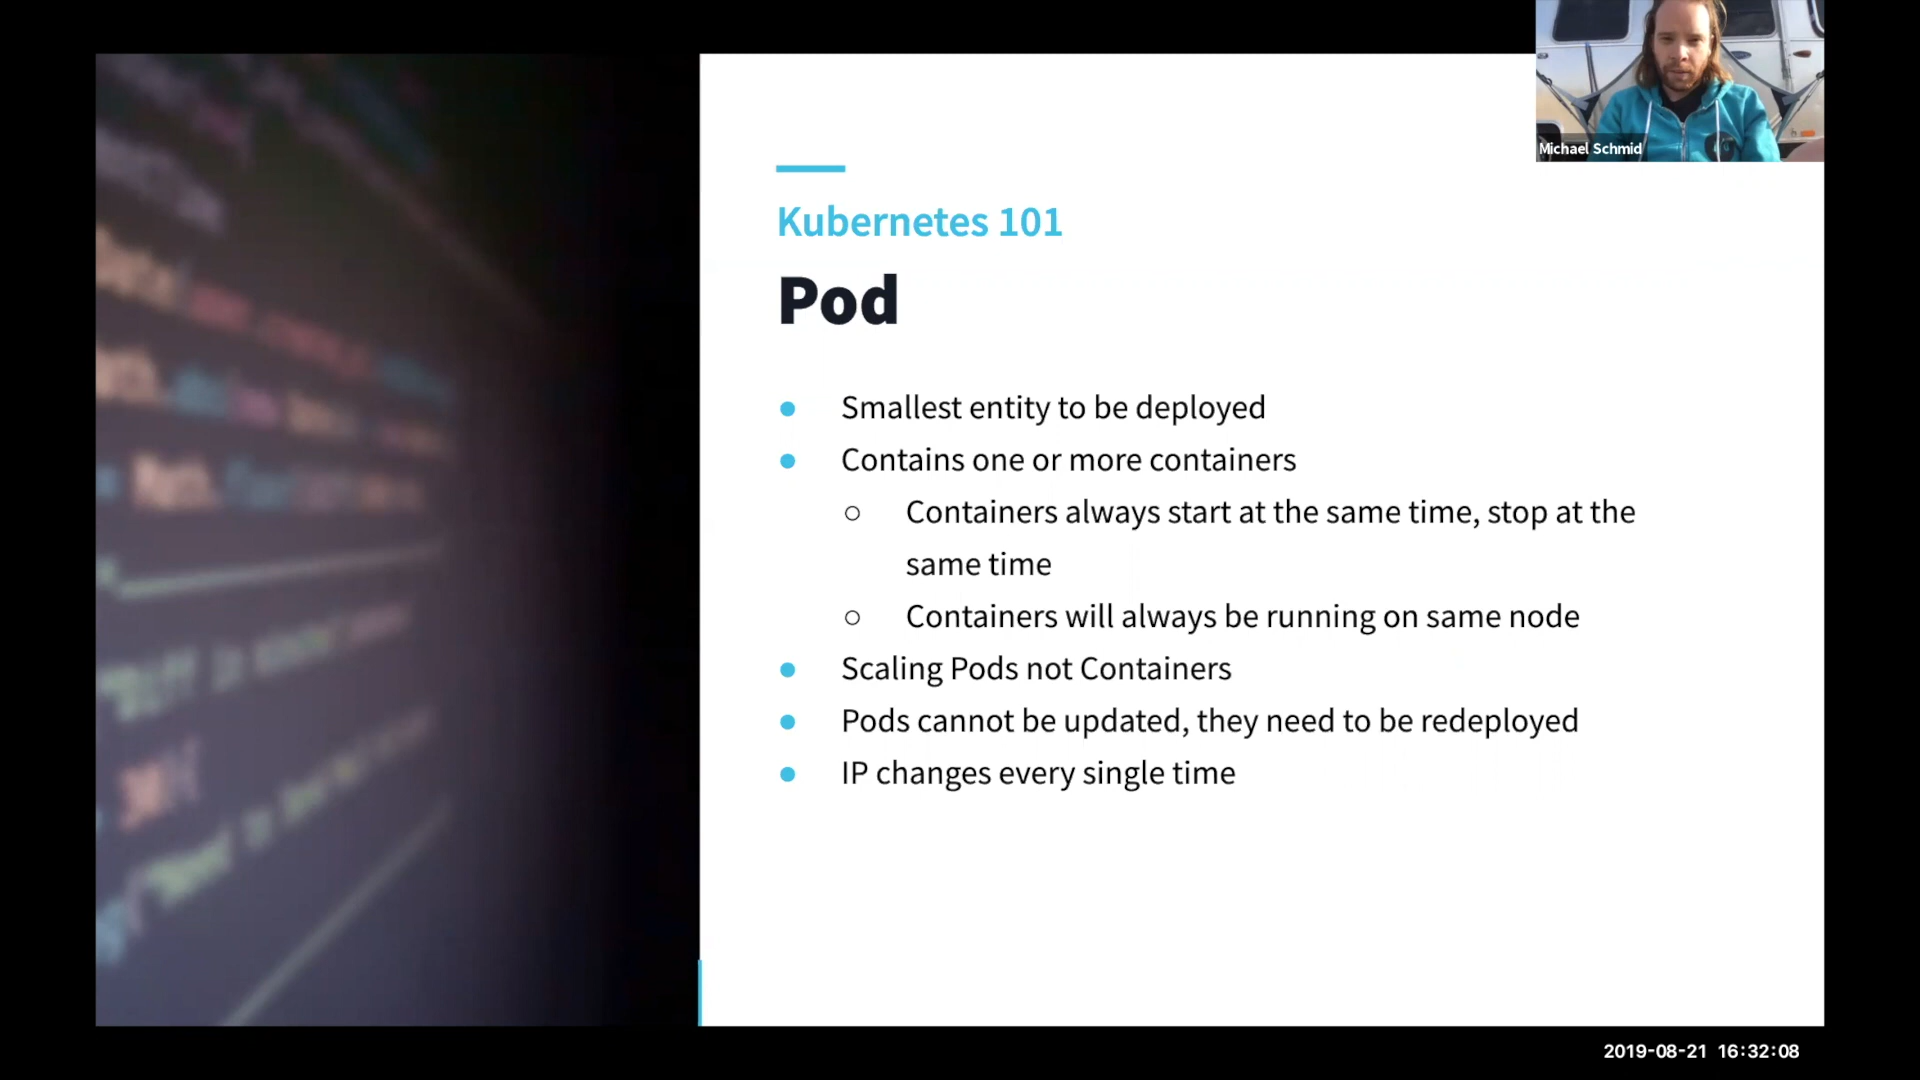 Michael Schmid
Kubernetes 101
Pod
● Smallest entity to be deployed
● Contains one or more containers
○ Containers always start at the same time, stop at the
same time
○ Containers will always be running on same node
● Scaling Pods not Containers
● Pods cannot be updated, they need to be redeployed
● IP changes every single time
2019-08-21 16:32:08